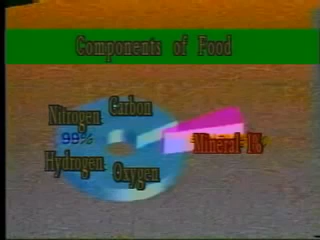 Components of Food
Nitrogen Carbon
99%
Mineral 1%
Hydrogen Oxygen